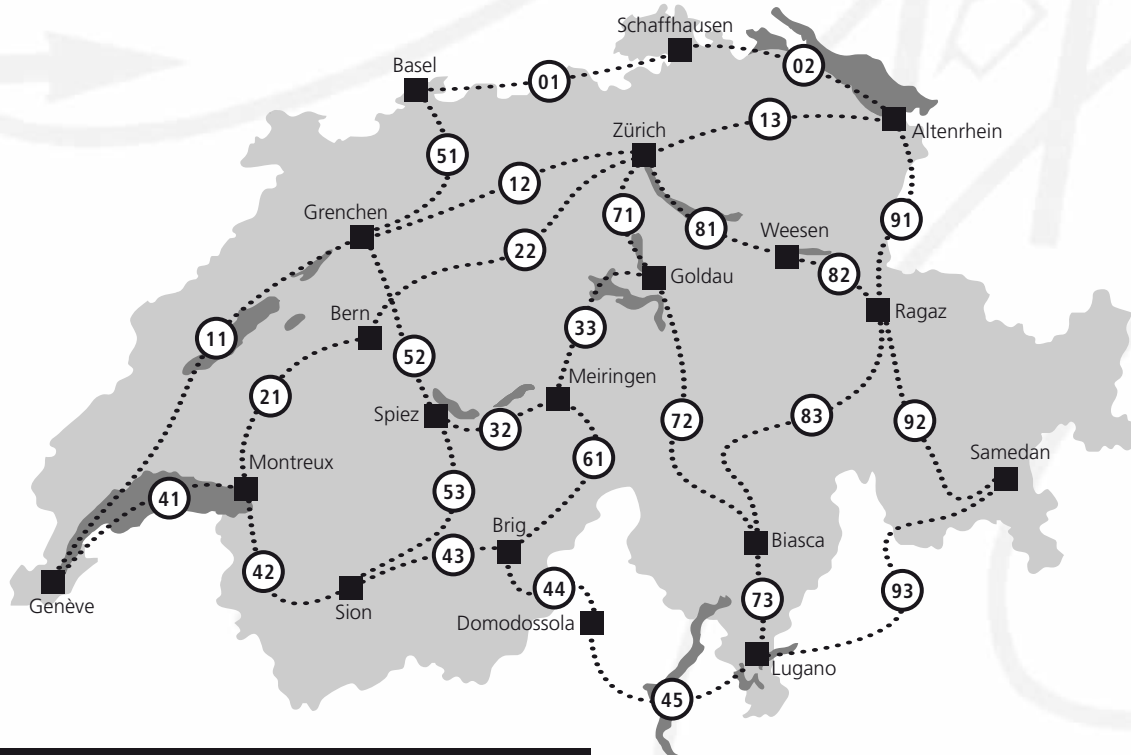 Schaffhausen
Basel
02
01
13
Altenrhein
Zürich
51
12
Grenchen
71
81
Weesen
91
22
Goldau
82
Bern
Ragaz
11
33
52
Meiringen
21
Spiez
32
72
83
92
Montreux
61
Samedan
41
53
Brig
Biasca
43
42
44
93
Genève
Sion
73
Domodossola
Lugano
45